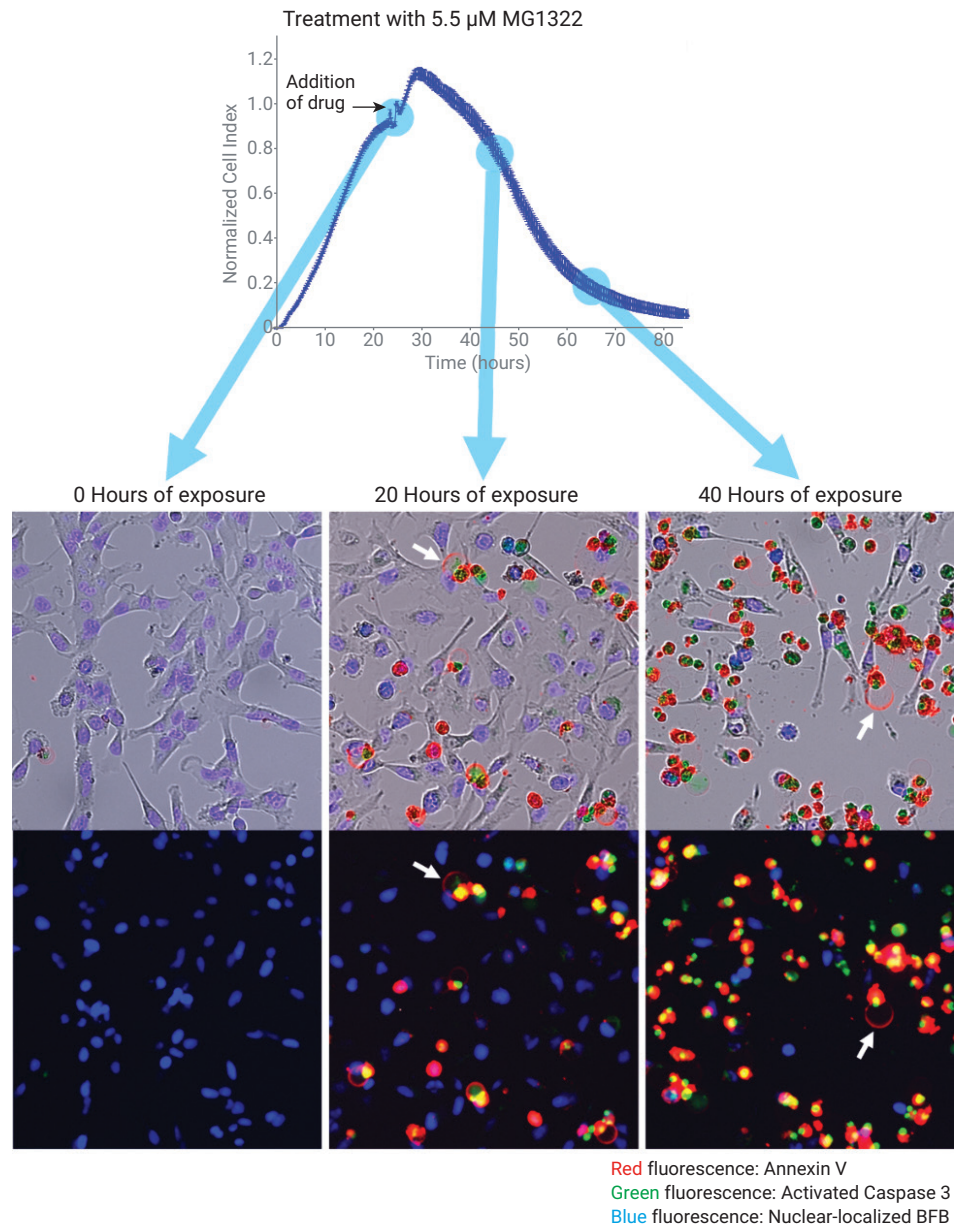 Treatment with 5.5 µM MG1322
1.2
Addition
of drug
1.0
0.8
0.6
0.4
0.2
0
Normalized Cell Index
0 10 20 30 40 50 60 70 80
Time (hours)
0 Hours of exposure
20 Hours of exposure
40 Hours of exposure
Red fluorescence: Annexin V
Green fluorescence: Activated Caspase 3
Blue fluorescence: Nuclear-localized BFB